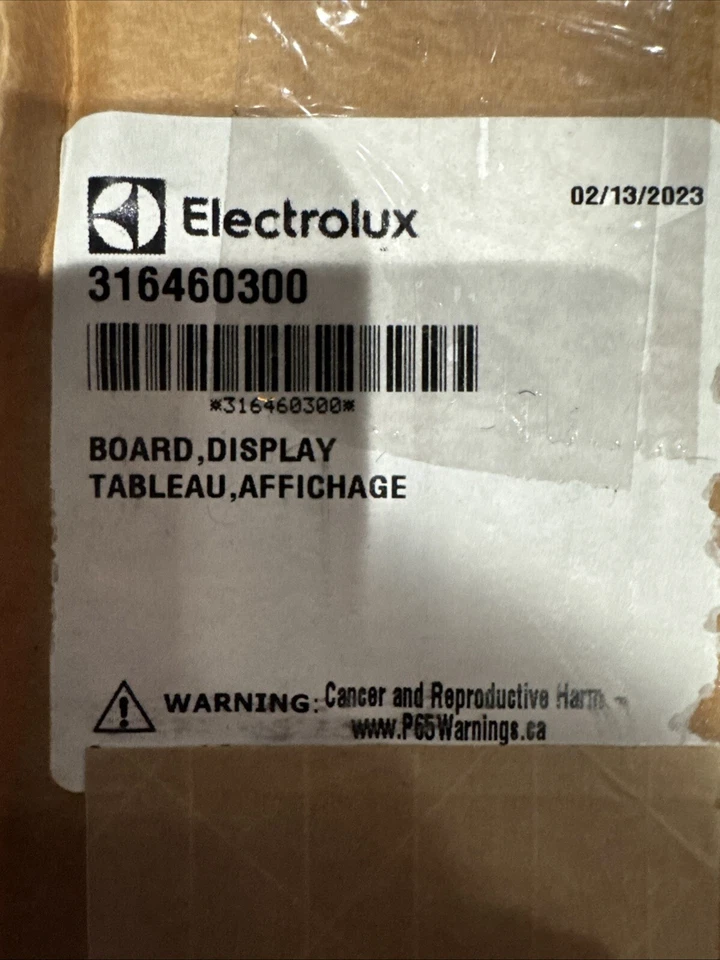 Electrolux
02/13/2023
316460300
*316460300*
BOARD,DISPLAY
TABLEAU,AFFICHAGE
WARNING: Cancer and Reproductive Harm -
www.P65Warnings.ca